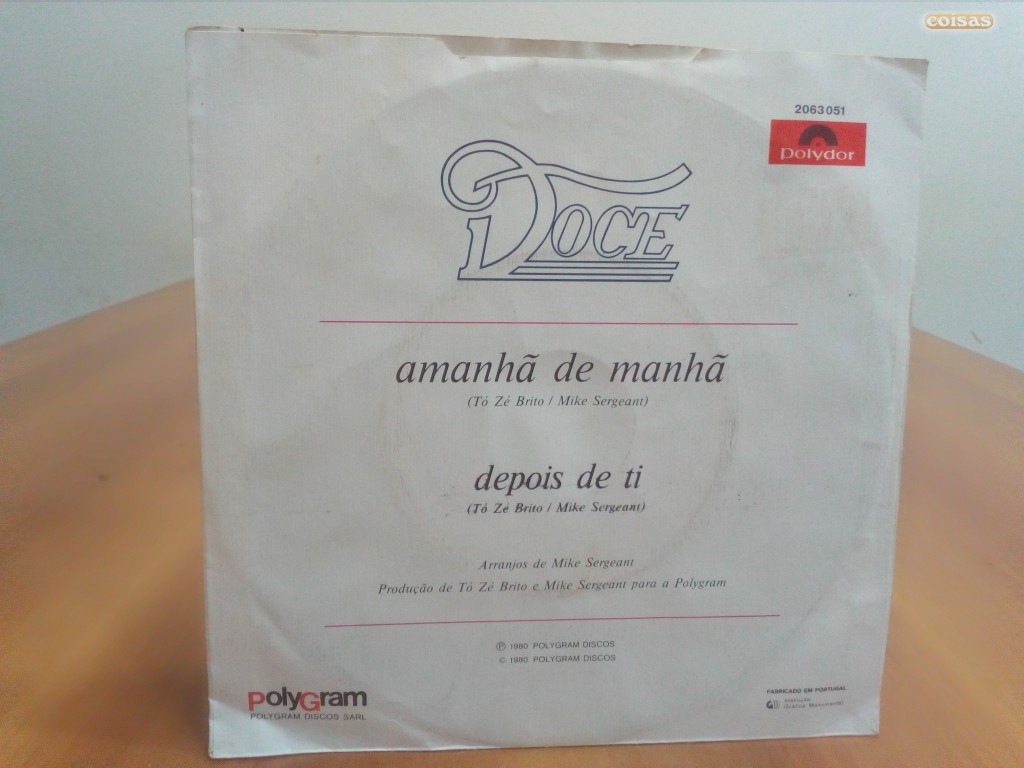 coisas
2063051
polydor
DOCE
amanhã de manhã
(Tó Zé Brito / Mike Sergeant)
depois de ti
(Tó Zé Brito / Mike Sergeant)
Arranjos de Mike Sergeant
Produção de Tó Zé Brito e Mike Sergeant para a Polygram
℗ 1980 POLYGRAM DISCOS
© 1980 POLYGRAM DISCOS
PolyGram
POLYGRAM DISCOS SARL
FABRICADO EM PORTUGAL